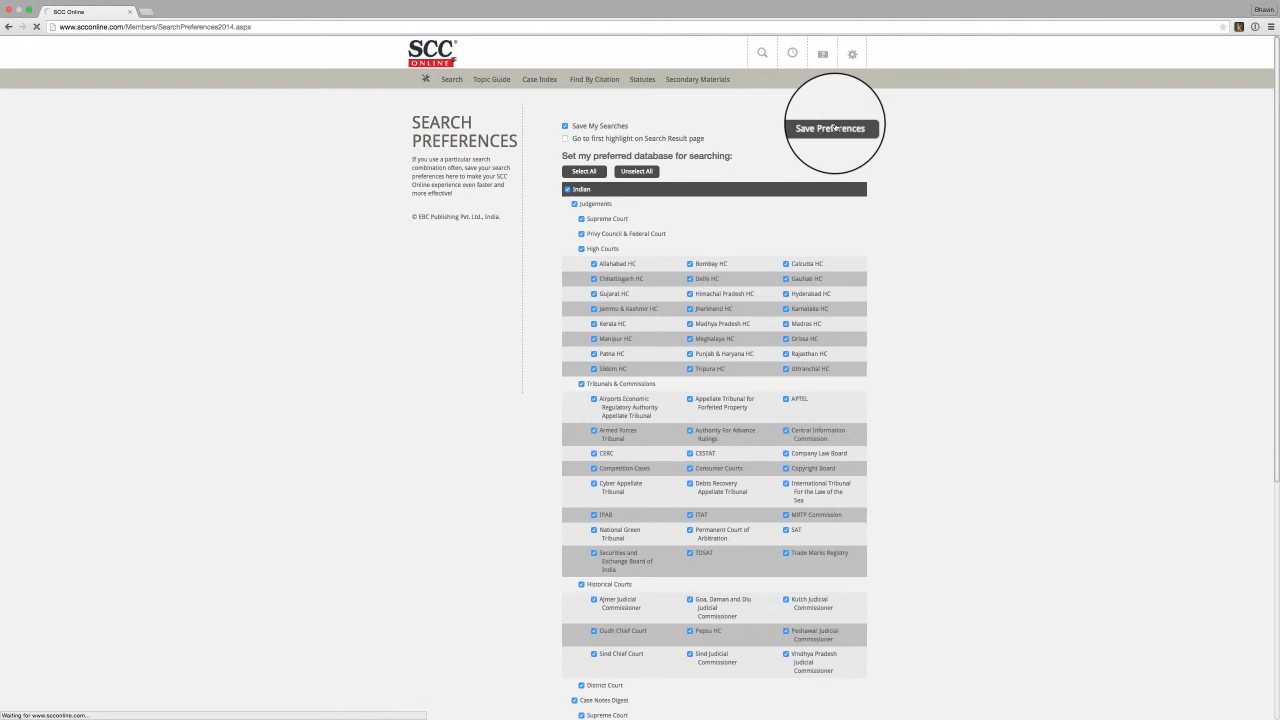 SCC Online
Bhavin
www.scconline.com/Members/SearchPreferences2014.aspx
SCC
ONLINE
Search Topic Guide Case Index Find By Citation Statutes Secondary Materials
SEARCH
PREFERENCES
If you use a particular search
combination often, save your search
preferences here to make your SCC
Online experience even faster and
more effective!
© EBC Publishing Pvt. Ltd., India.
Save My Searches
Go to first highlight on Search Result page
Save Preferences
Set my preferred database for searching:
Select All Unselect All
Indian
Judgements
Supreme Court
Privy Council & Federal Court
High Courts
Allahabad HC Bombay HC Calcutta HC
Chhattisgarh HC Delhi HC Gauhati HC
Gujarat HC Himachal Pradesh HC Hyderabad HC
Jammu & Kashmir HC Jharkhand HC Karnataka HC
Kerala HC Madhya Pradesh HC Madras HC
Manipur HC Meghalaya HC Orissa HC
Patna HC Punjab & Haryana HC Rajasthan HC
Sikkim HC Tripura HC Uttranchal HC
Tribunals & Commissions
Airports Economic Appellate Tribunal for APTEL
Regulatory Authority Forfeited Property
Appellate Tribunal
Armed Forces Authority For Advance Central Information
Tribunal Rulings Commission
CERC CESTAT Company Law Board
Competition Cases Consumer Courts Copyright Board
Cyber Appellate Debts Recovery International Tribunal
Tribunal Appellate Tribunal For the Law of the
Sea
IPAB ITAT MRTP Commission
National Green Permanent Court of SAT
Tribunal Arbitration
Securities and TDSAT Trade Marks Registry
Exchange Board of
India
Historical Courts
Ajmer Judicial Goa, Daman and Diu Kutch Judicial
Commissioner Judicial Commissioner
Commissioner
Oudh Chief Court Pepsu HC Peshawar Judicial
Commissioner
Sind Chief Court Sind Judicial Vindhya Pradesh
Commissioner Judicial
Commissioner
District Court
Case Notes Digest
Supreme Court
Waiting for www.scconline.com...